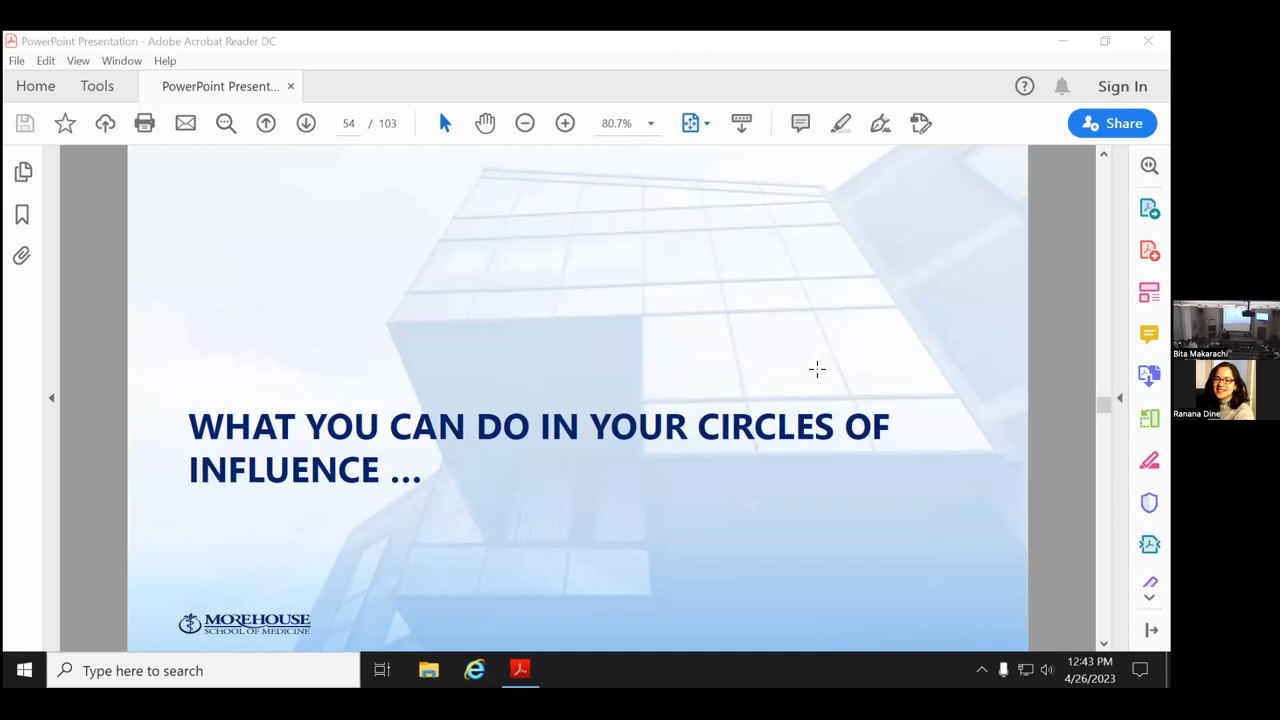 PowerPoint Presentation - Adobe Acrobat Reader DC
File Edit View Window Help
Home Tools PowerPoint Present... × Sign In
54 / 103 80.7% Share
WHAT YOU CAN DO IN YOUR CIRCLES OF
INFLUENCE ...
MOREHOUSE
SCHOOL OF MEDICINE
Bita Makarachi
Ranana Dine
Type here to search
12:43 PM
4/26/2023